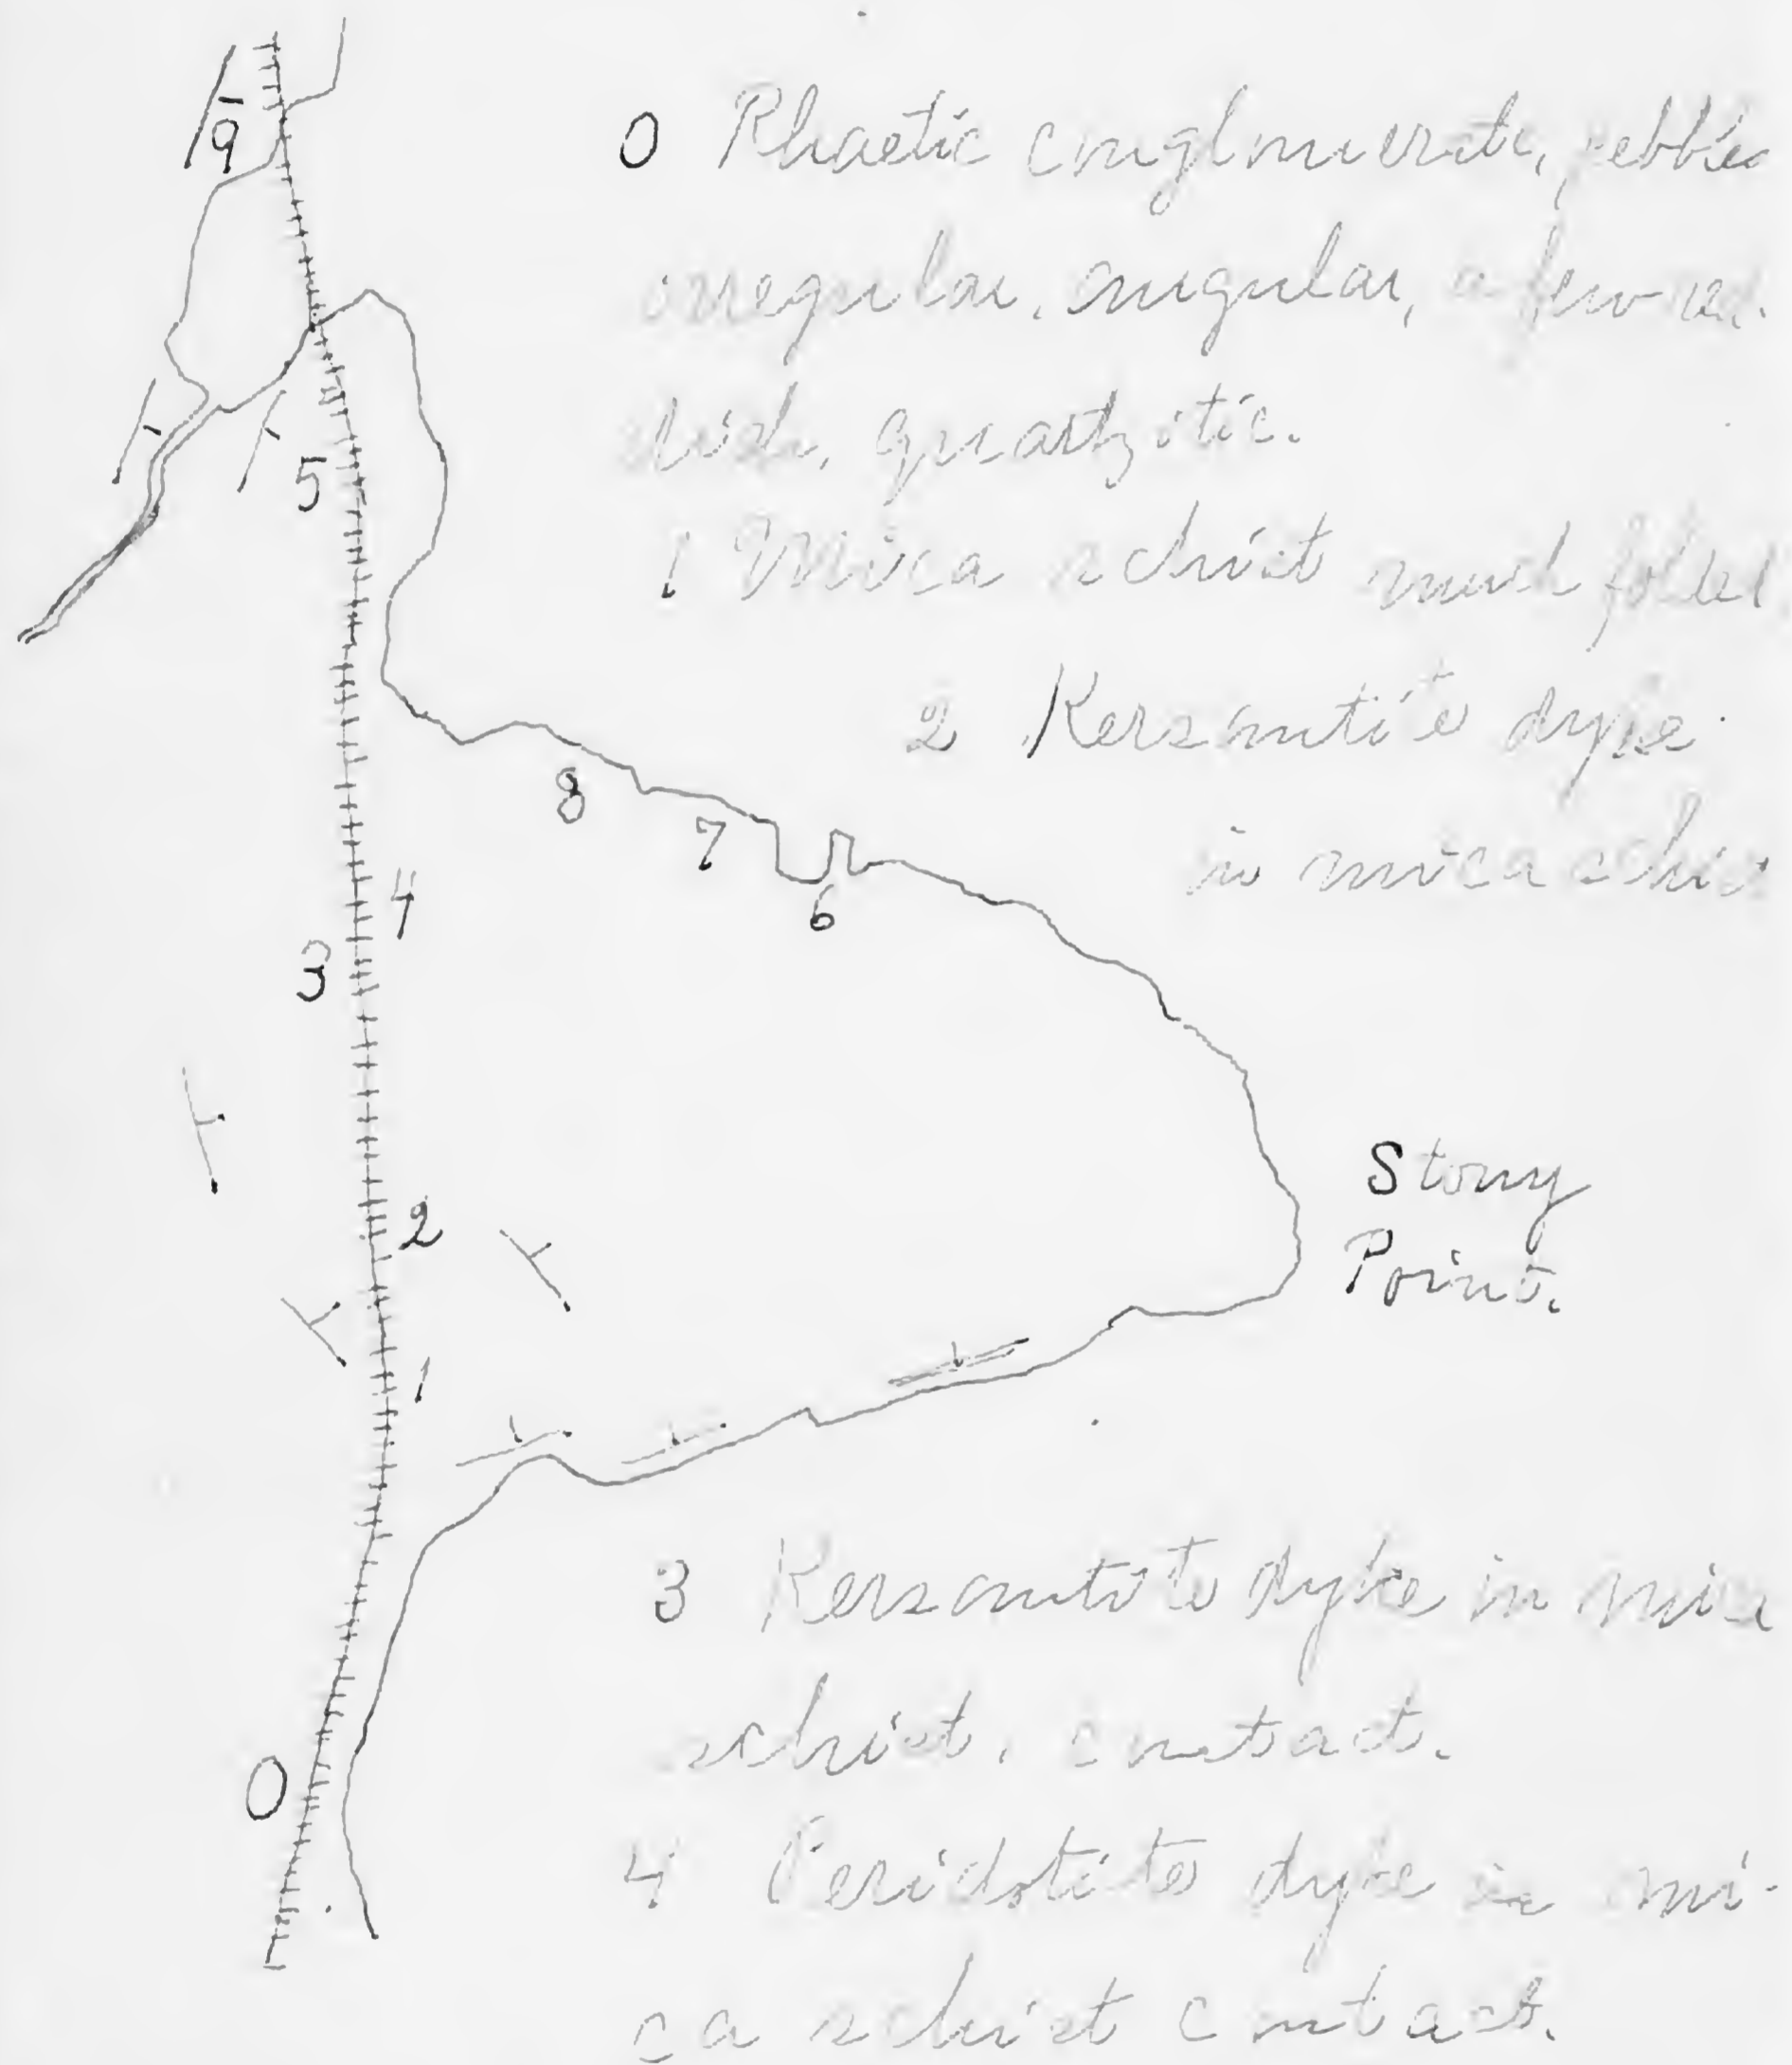 0 Rhaetic conglomerate, pebbles
irregular, angular, a few red-
dish, quartzitic.
1 Mica schist much folded
2 Kersantite dyke
in mica schist
3 Kersantite dyke in mica
schist, contact.
4 Peridotite dyke in mi-
ca schist contact.
9
5
8
7
6
4
3
2
1
0
Stony
Point.